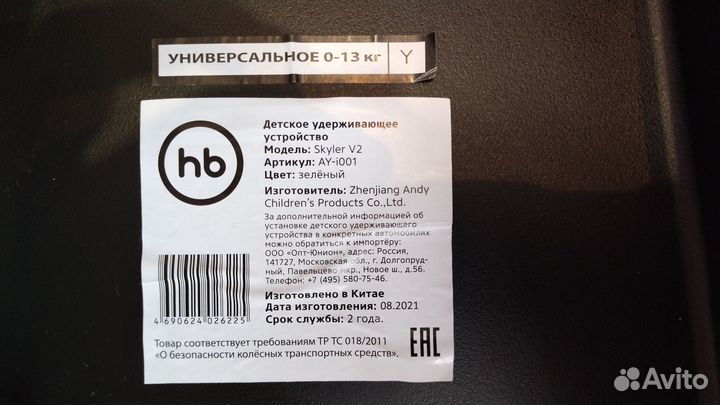 УНИВЕРСАЛЬНОЕ 0-13 кг Y
hb
Детское удерживающее
устройство
Модель: Skyler V2
Артикул: AY-i001
Цвет: зелёный
Изготовитель: Zhenjiang Andy
Children's Products Co.,Ltd.
За дополнительной информацией об
установке детского удерживающего
устройства в конкретных автомобилях
можно обратиться к импортёру:
ООО «Опт-Юнион», адрес: Россия,
141727, Московская обл., г. Долгопруд-
ный, Павельцево мкр., Новое ш., д.56.
Телефон: +7 (495) 580-75-46.
Изготовлено в Китае
Дата изготовления: 08.2021
Срок службы: 2 года.
4 690624 026225
Товар соответствует требованиям ТР ТС 018/2011
«О безопасности колёсных транспортных средств».
EAC
Avito